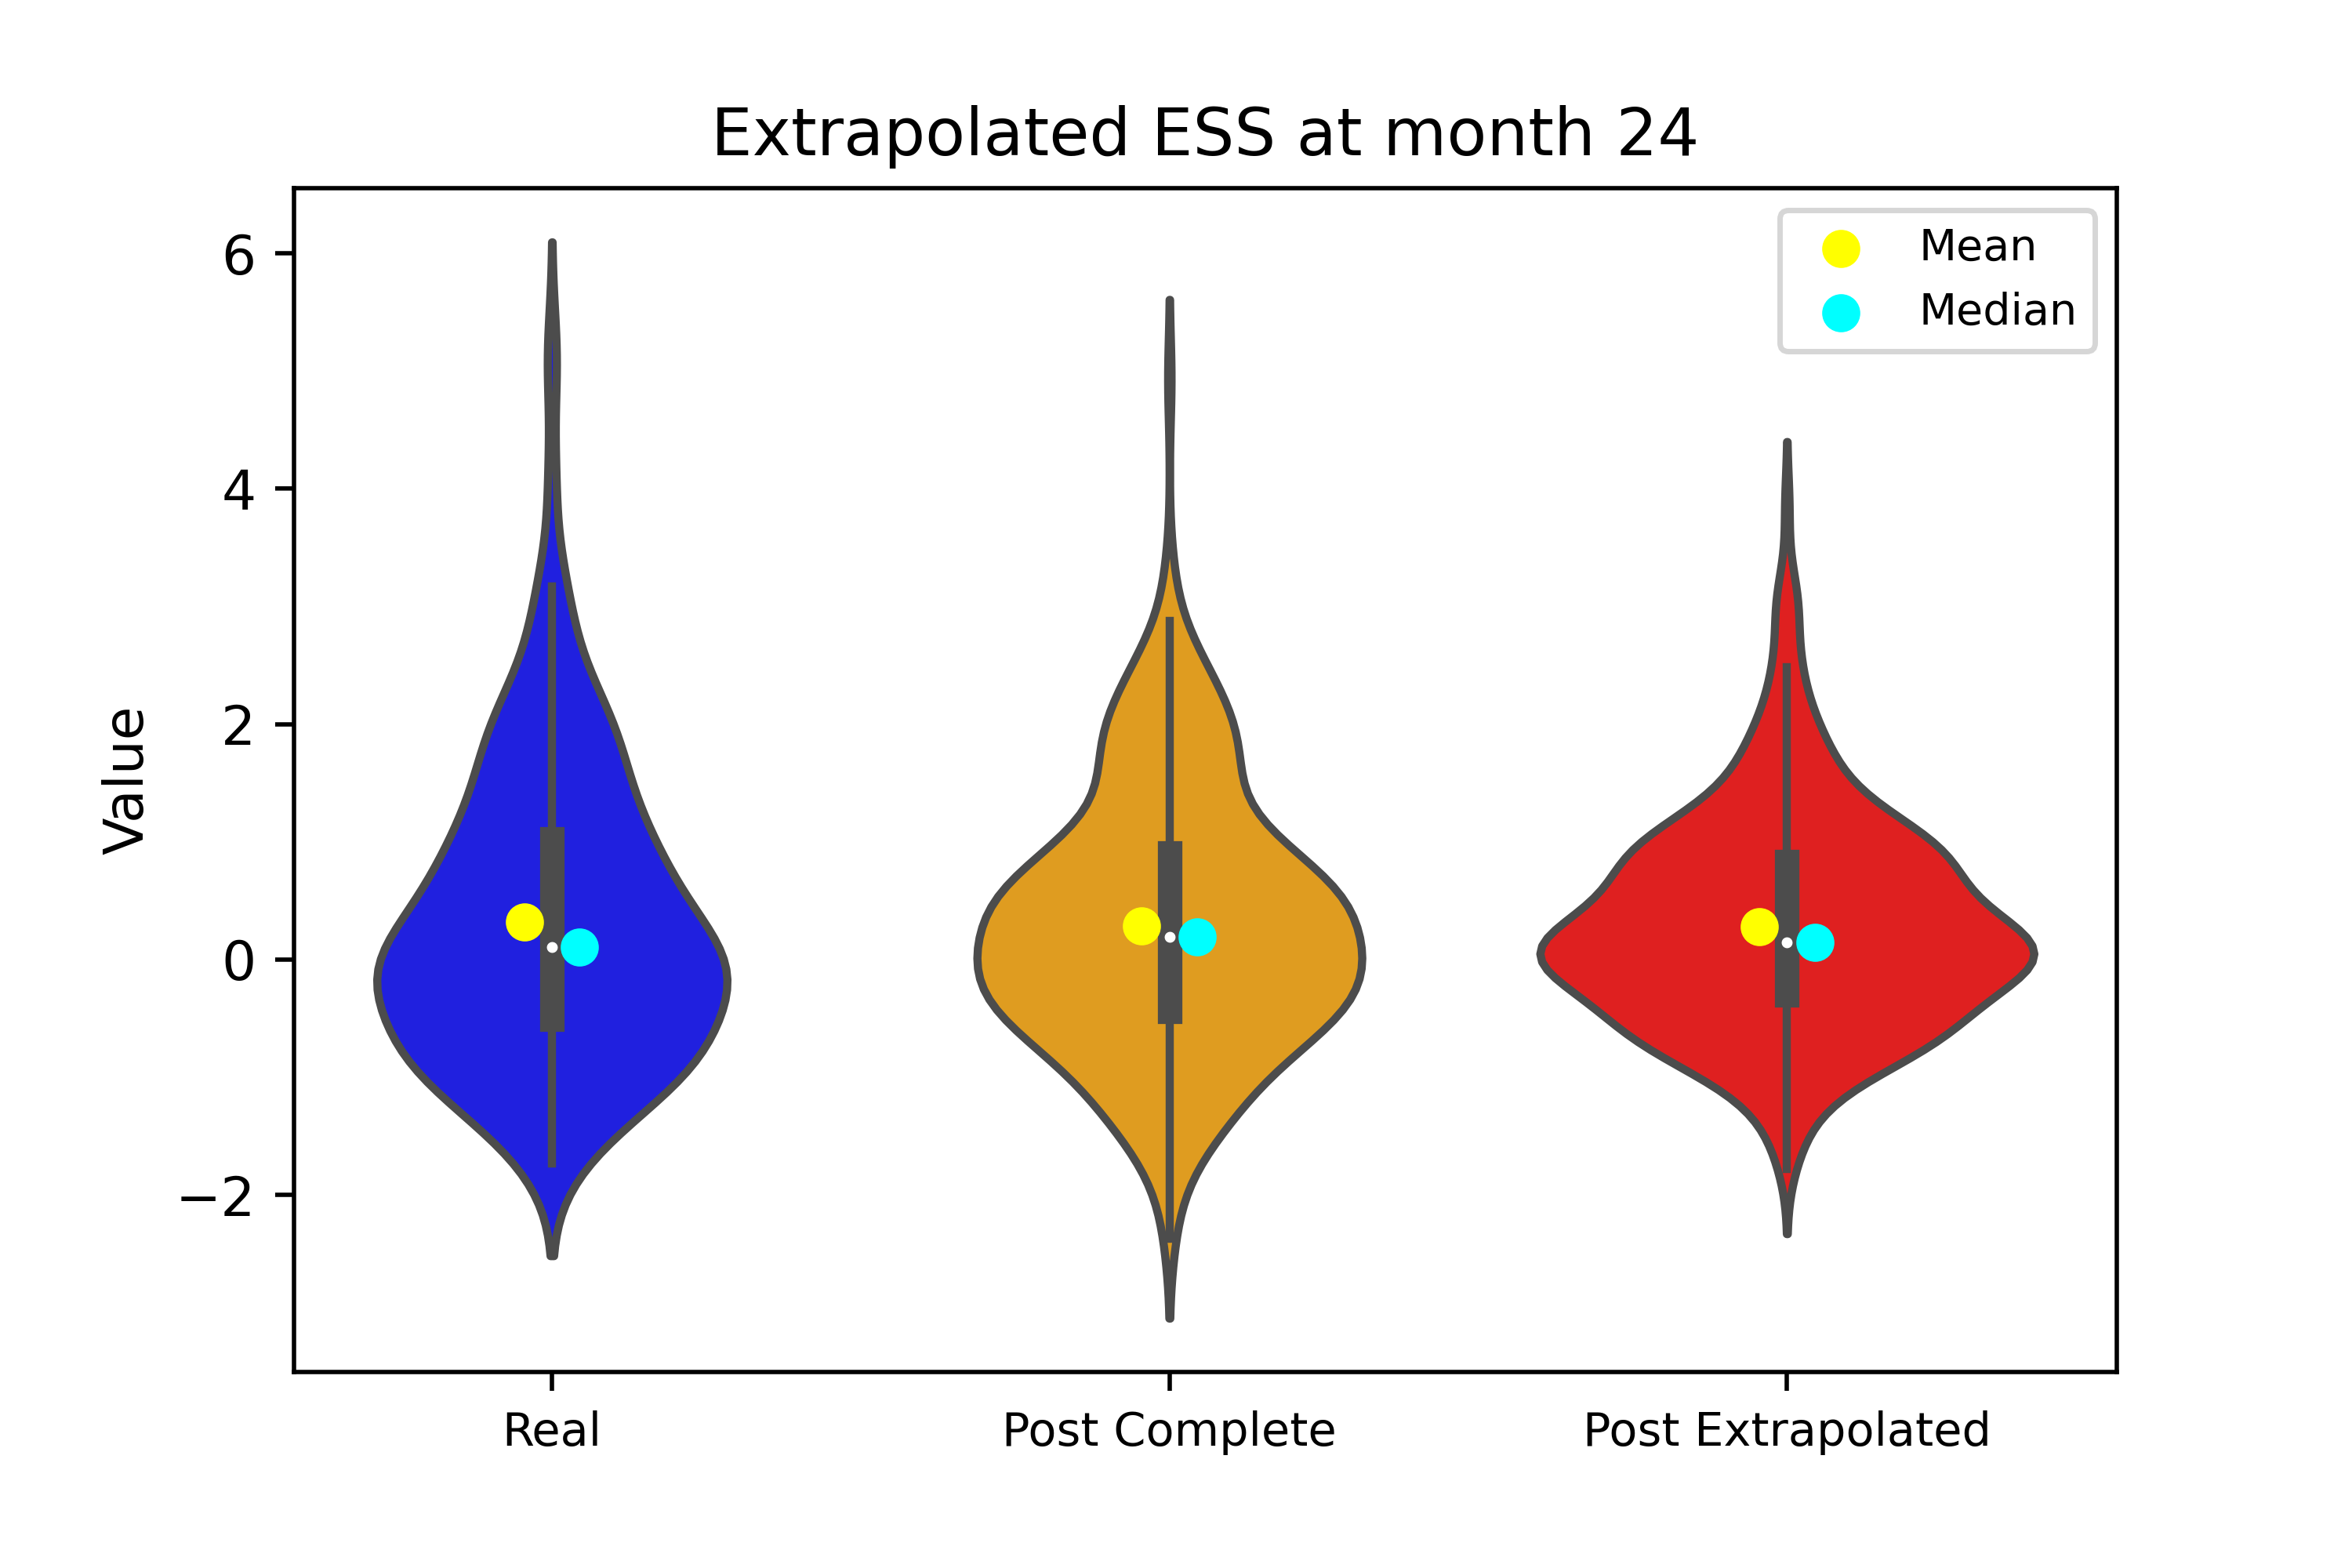 Extrapolated ESS at month 24
Mean
Median
6
4
2
0
−2
Value
Real
Post Complete
Post Extrapolated